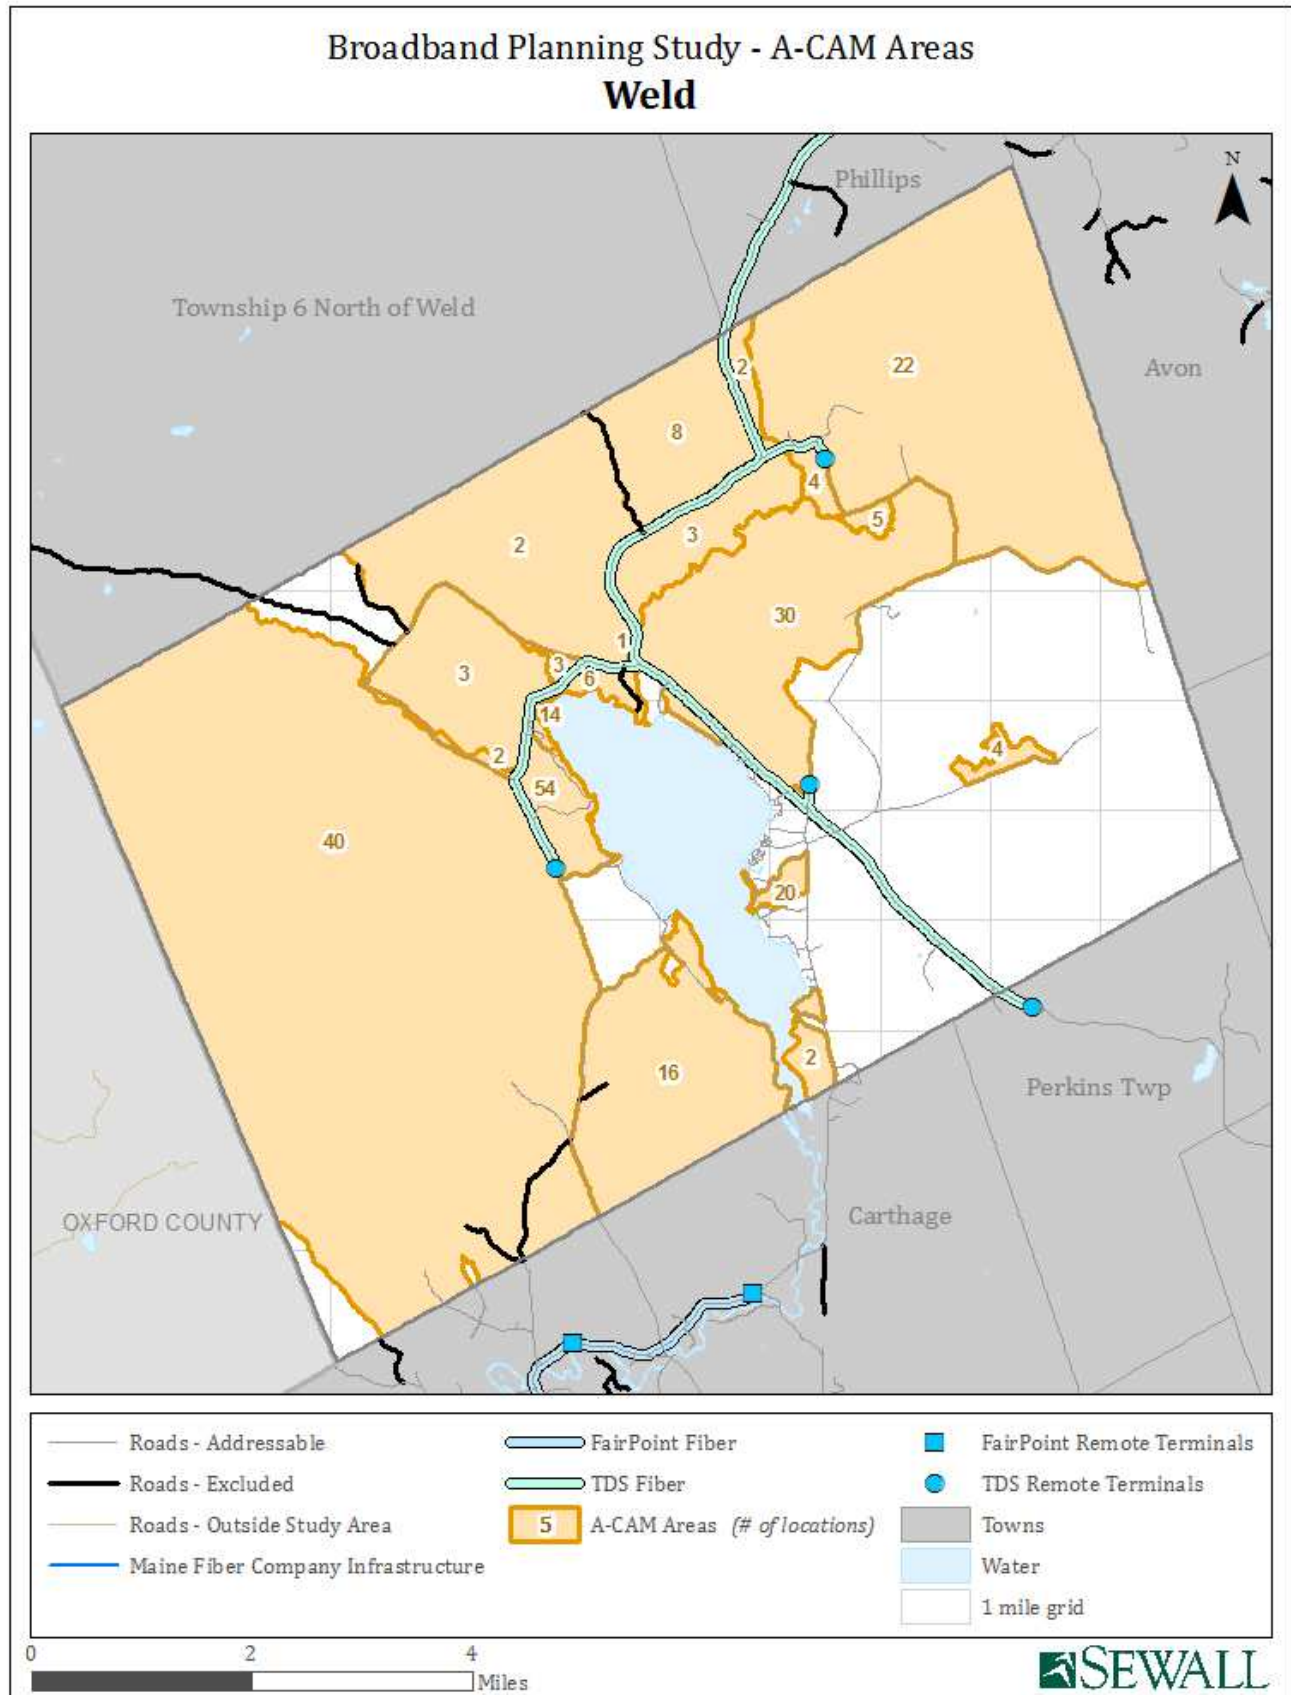 Broadband Planning Study - A-CAM Areas
Weld
Phillips
N
Township 6 North of Weld
Avon
2
22
8
4
5
3
2
30
1
3
3
6
14
2
4
54
40
20
2
16
Perkins Twp
OXFORD COUNTY
Carthage
Roads - Addressable
Roads - Excluded
Roads - Outside Study Area
Maine Fiber Company Infrastructure
FairPoint Fiber
TDS Fiber
5 A-CAM Areas (# of locations)
FairPoint Remote Terminals
TDS Remote Terminals
Towns
Water
1 mile grid
0 2 4
Miles
SEWALL